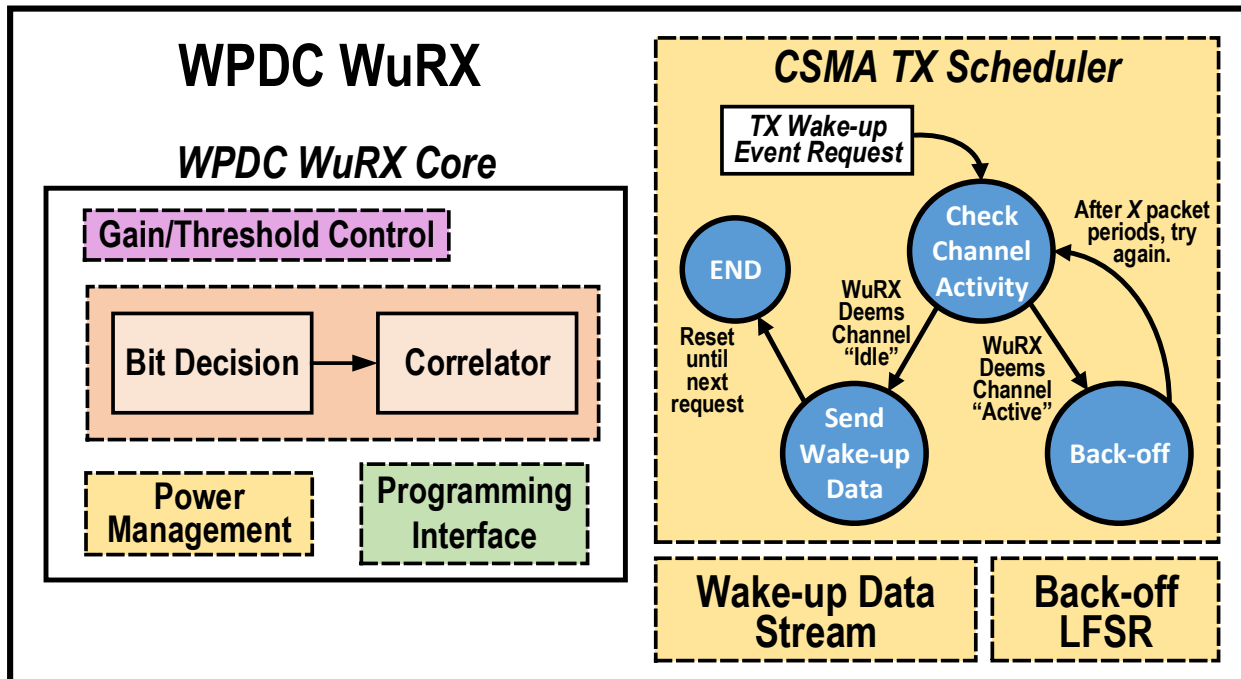 WPDC WuRX
WPDC WuRX Core
Gain/Threshold Control
Bit Decision
Correlator
Power
Management
Programming
Interface
CSMA TX Scheduler
TX Wake-up
Event Request
Check
Channel
Activity
After X packet
periods, try
again.
END
WuRX
Deems
Channel
“Idle”
Reset
until
next
request
WuRX
Deems
Channel
“Active”
Send
Wake-up
Data
Back-off
Wake-up Data
Stream
Back-off
LFSR